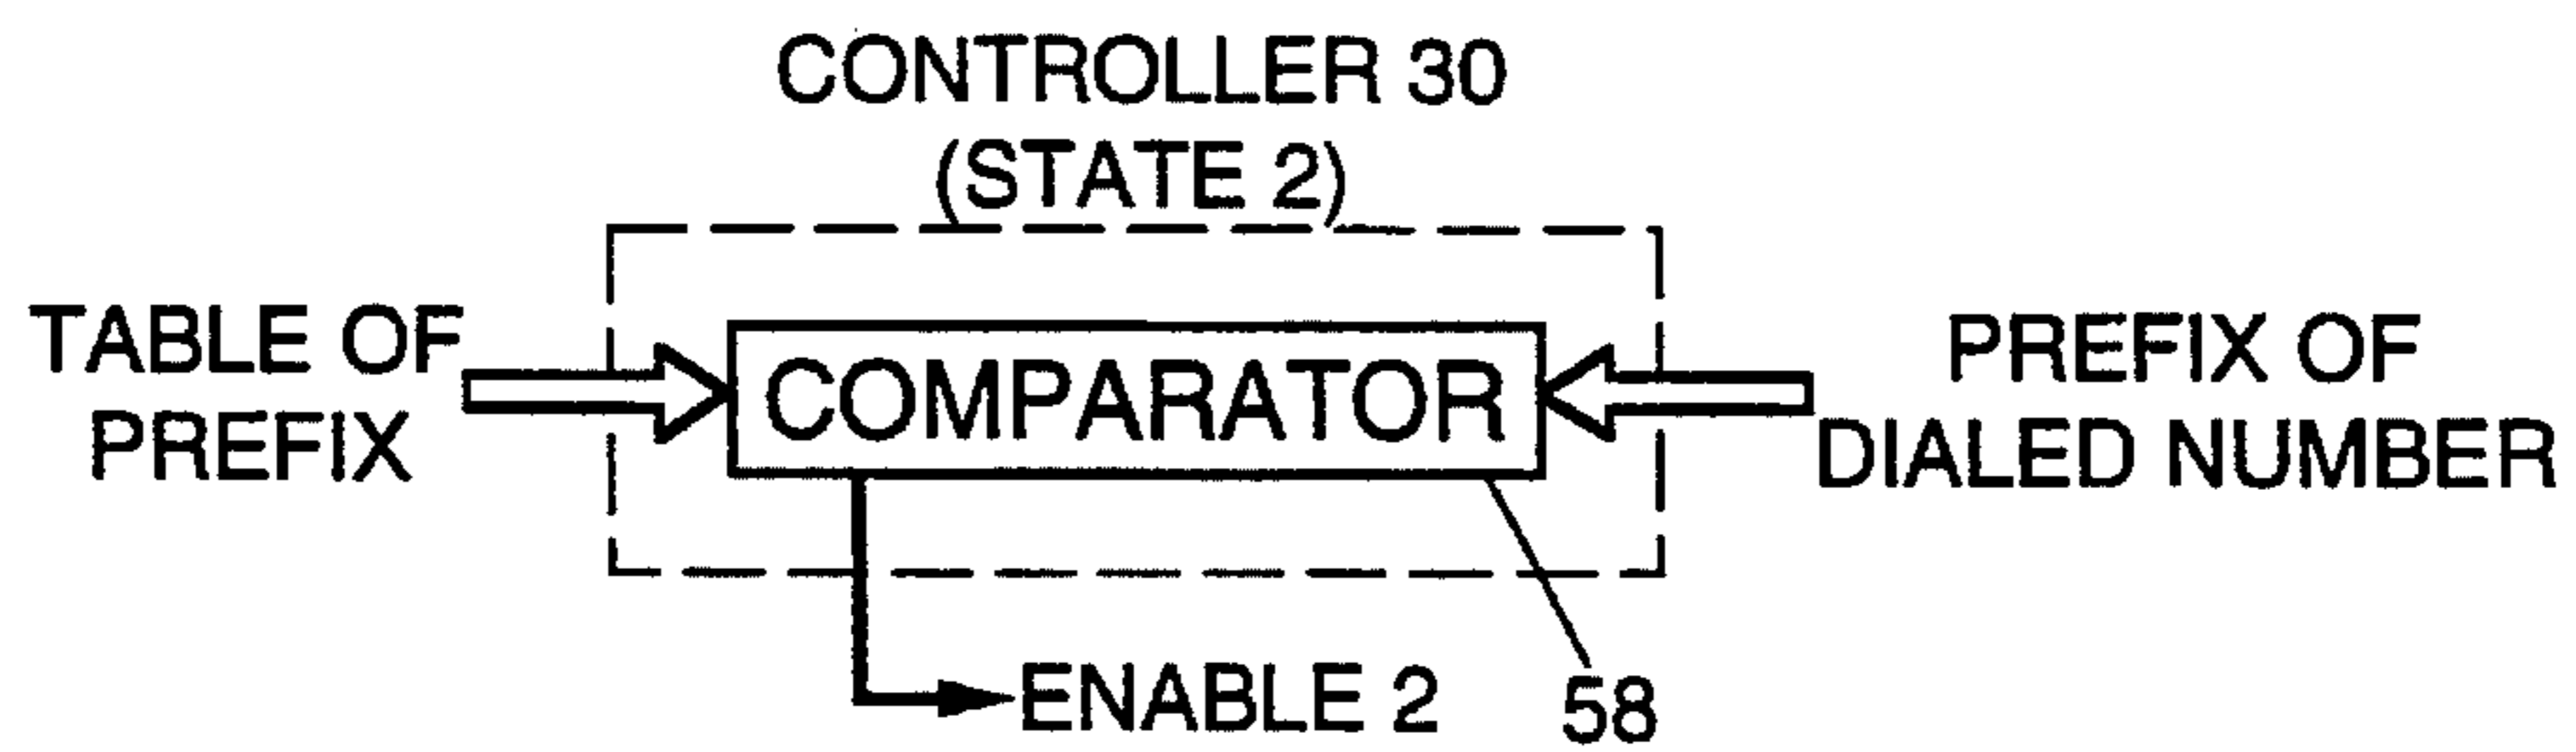 CONTROLLER 30
(STATE 2)
TABLE OF
PREFIX
COMPARATOR
PREFIX OF
DIALED NUMBER
ENABLE 2
58